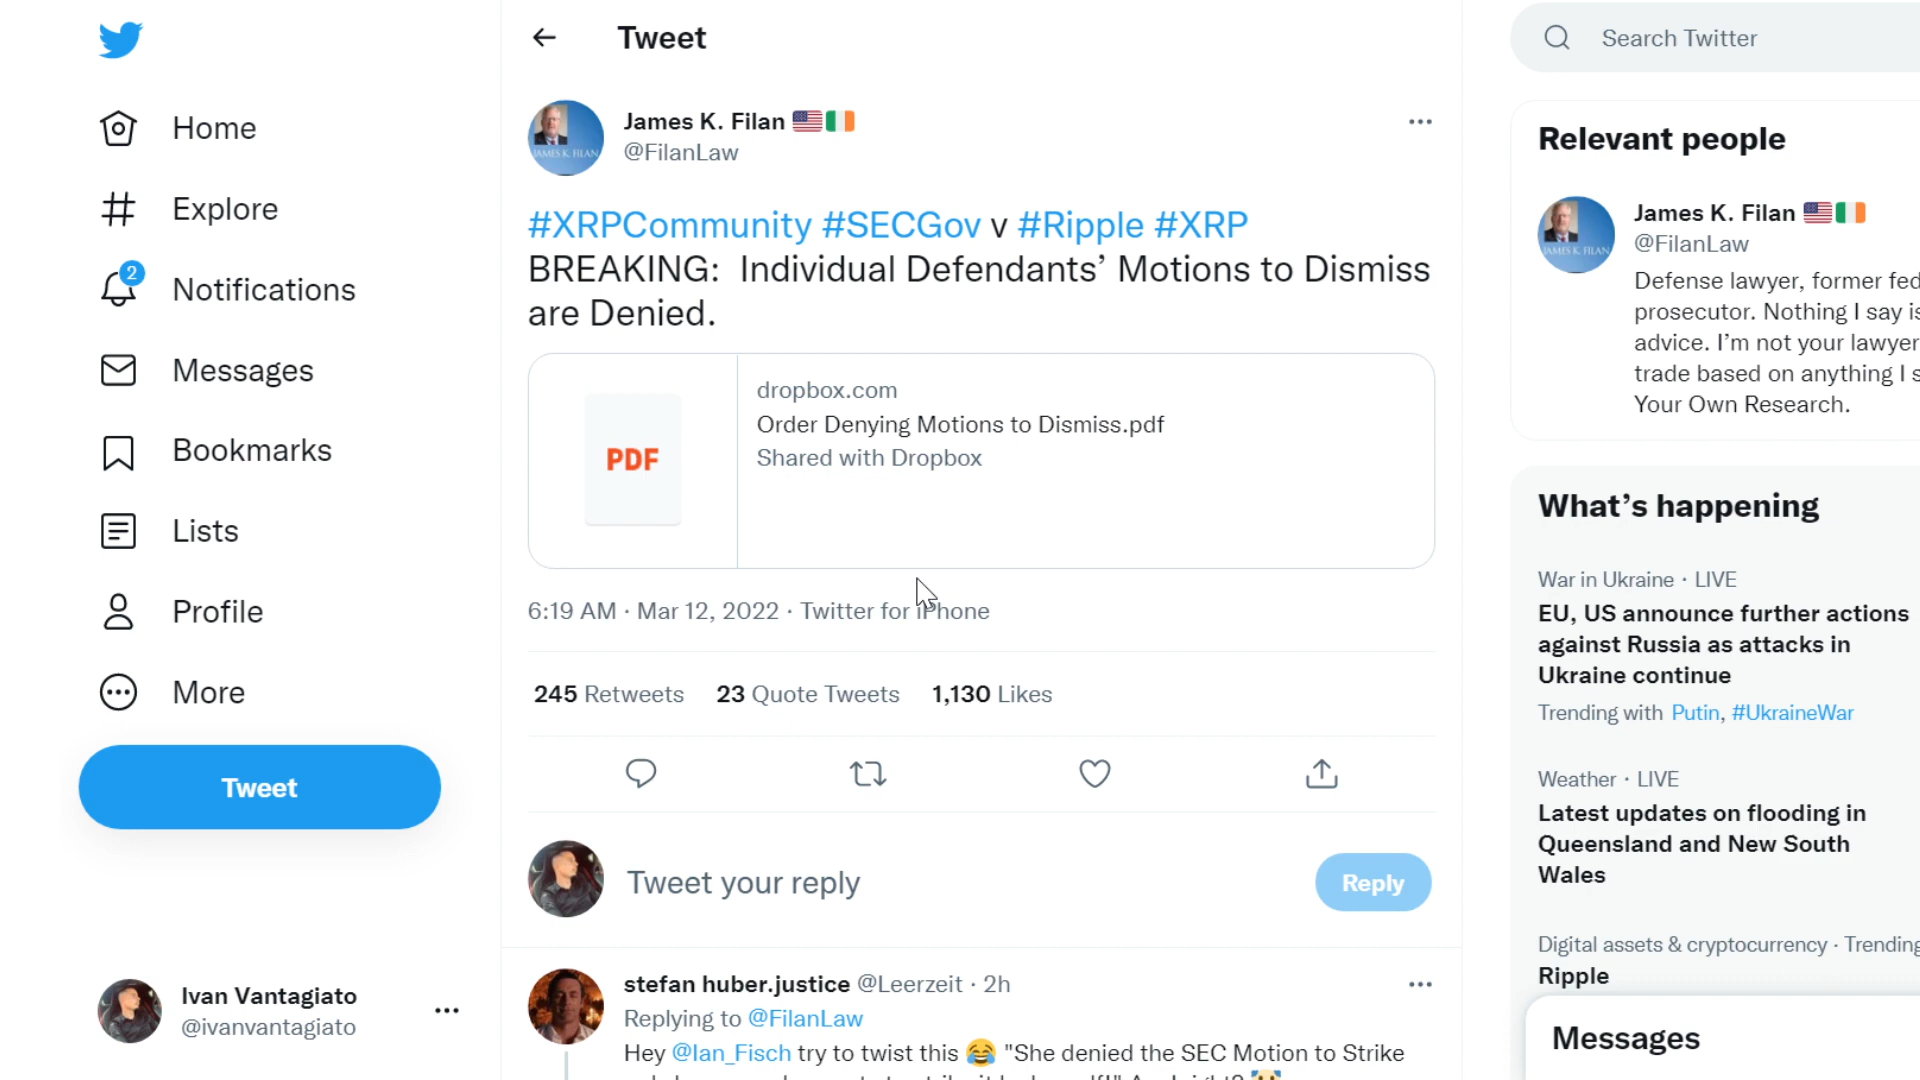 Tweet
Search Twitter
Home
Explore
2
Notifications
Messages
Bookmarks
Lists
Profile
More
Tweet
Ivan Vantagiato
@ivanvantagiato
James K. Filan 🇺🇸🇮🇪
@FilanLaw
#XRPCommunity #SECGov v #Ripple #XRP
BREAKING:  Individual Defendants’ Motions to Dismiss
are Denied.
PDF
dropbox.com
Order Denying Motions to Dismiss.pdf
Shared with Dropbox
6:19 AM · Mar 12, 2022 · Twitter for iPhone
245 Retweets 23 Quote Tweets 1,130 Likes
Tweet your reply
Reply
stefan huber.justice @Leerzeit · 2h
Replying to @FilanLaw
Hey @Ian_Fisch try to twist this 😂 "She denied the SEC Motion to Strike
Relevant people
James K. Filan 🇺🇸🇮🇪
@FilanLaw
Defense lawyer, former fed
prosecutor. Nothing I say is
advice. I’m not your lawyer
trade based on anything I s
Your Own Research.
What’s happening
War in Ukraine · LIVE
EU, US announce further actions
against Russia as attacks in
Ukraine continue
Trending with Putin, #UkraineWar
Weather · LIVE
Latest updates on flooding in
Queensland and New South
Wales
Digital assets & cryptocurrency · Trending
Ripple
Messages